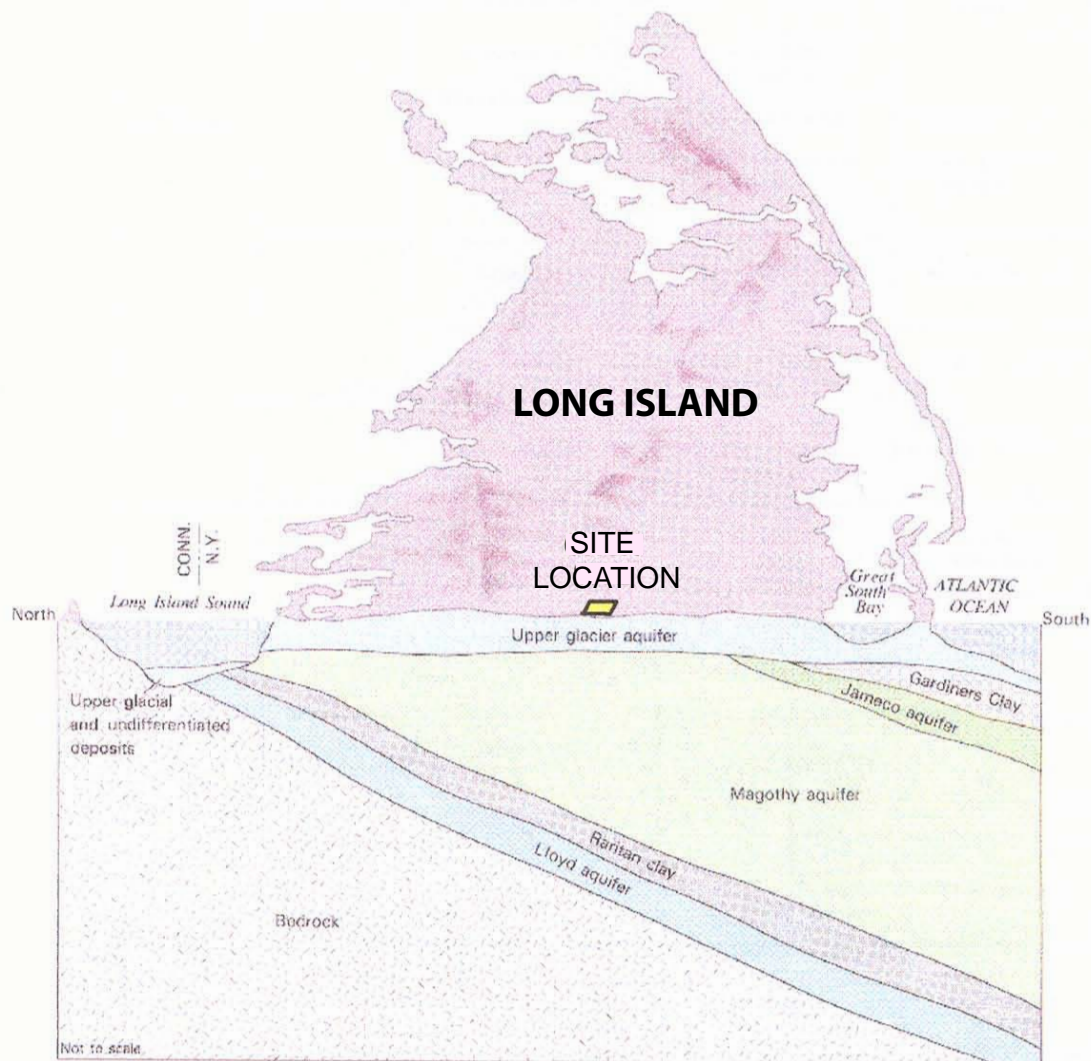 LONG ISLAND
SITE
LOCATION
CONN.
N.Y.
North
Long Island Sound
Great
South
Bay
ATLANTIC
OCEAN
South
Upper glacier aquifer
Upper glacial
and undifferentiated
deposits
Gardiners Clay
Jameco aquifer
Magothy aquifer
Raritan clay
Lloyd aquifer
Bedrock
Not to scale